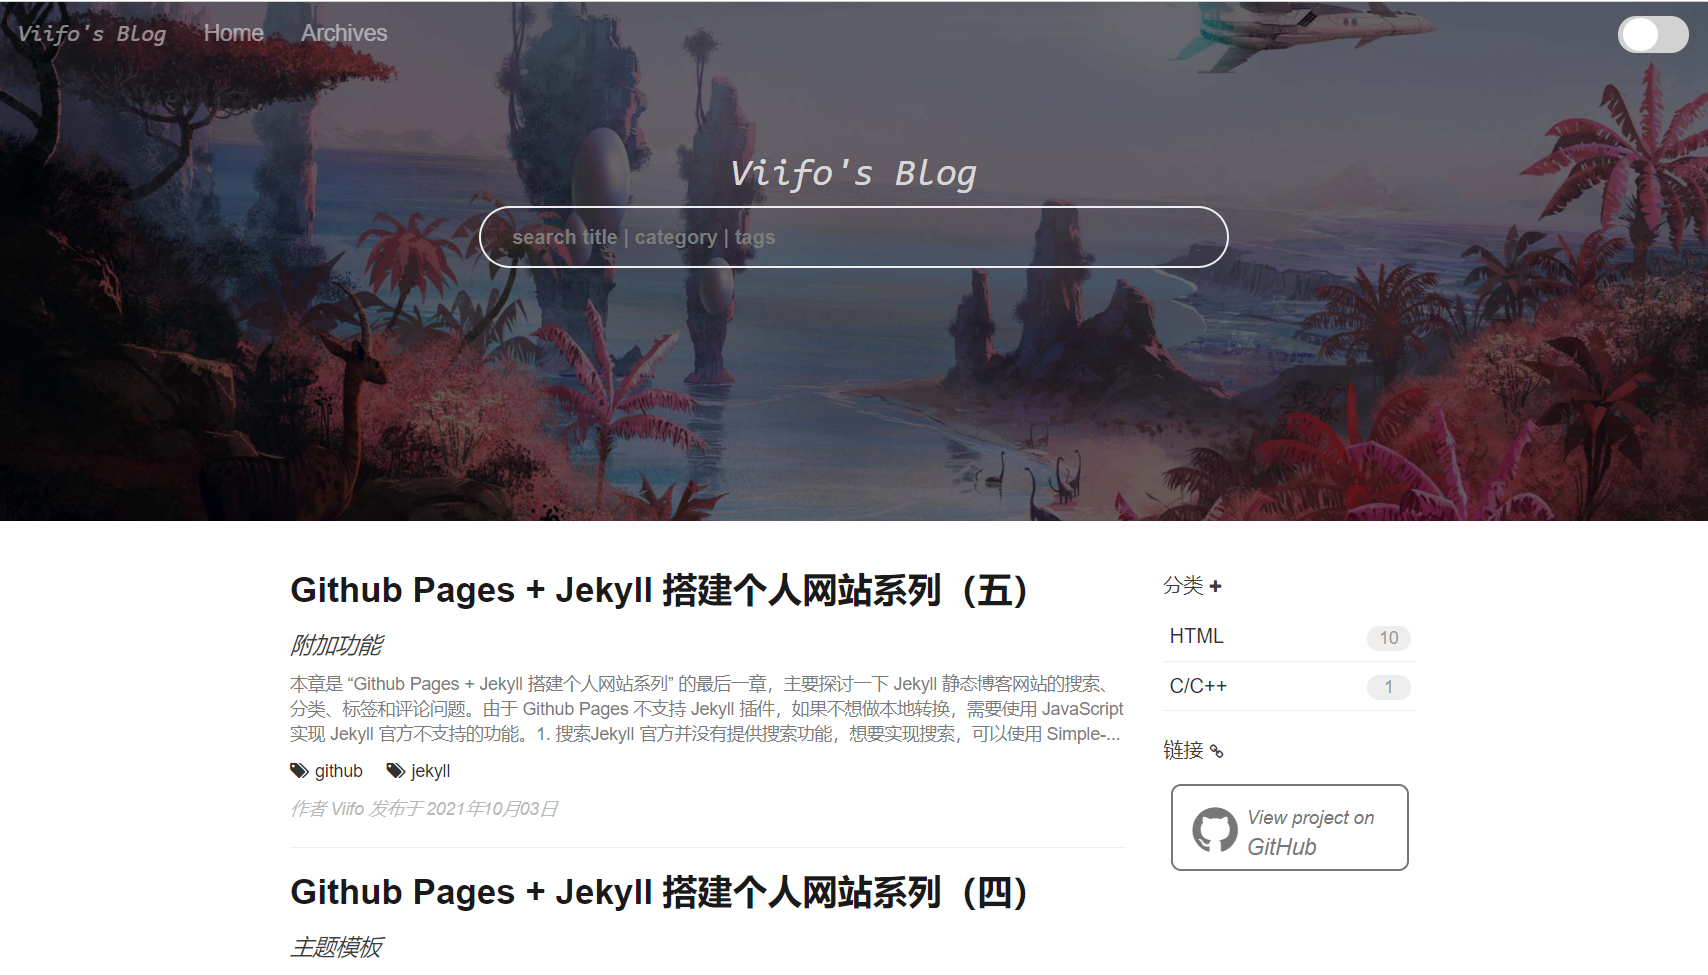 Viifo's Blog Home Archives
Viifo's Blog
search title | category | tags
Github Pages + Jekyll 搭建个人网站系列（五）
附加功能
本章是 “Github Pages + Jekyll 搭建个人网站系列” 的最后一章，主要探讨一下 Jekyll 静态博客网站的搜索、
分类、标签和评论问题。由于 Github Pages 不支持 Jekyll 插件，如果不想做本地转换，需要使用 JavaScript
实现 Jekyll 官方不支持的功能。1. 搜索Jekyll 官方并没有提供搜索功能，想要实现搜索，可以使用 Simple-...
github jekyll
作者 Viifo 发布于 2021年10月03日
Github Pages + Jekyll 搭建个人网站系列（四）
主题模板
分类
HTML 10
C/C++ 1
链接
View project on
GitHub